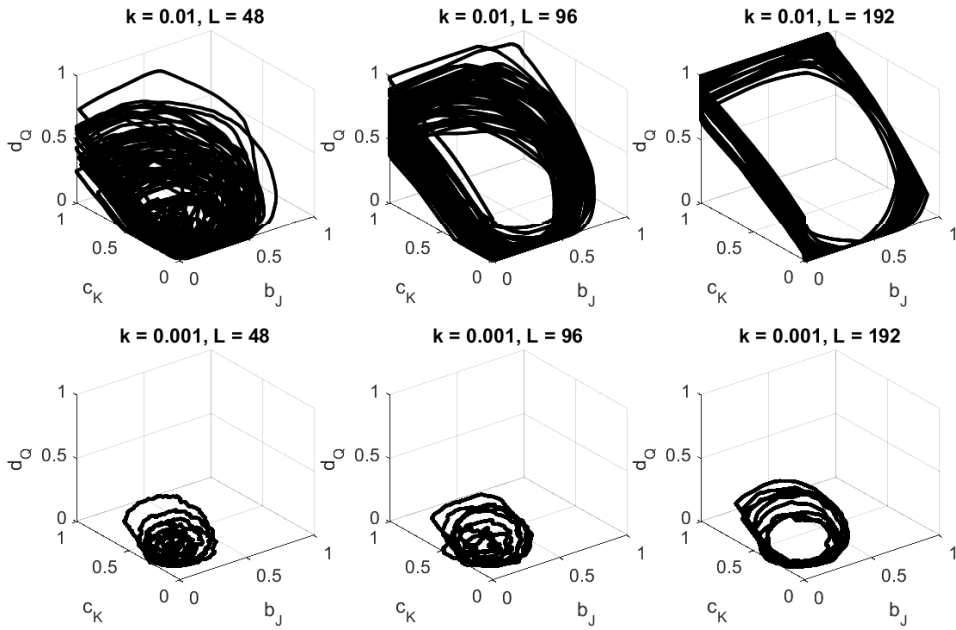 k = 0.01, L = 48
k = 0.01, L = 96
k = 0.01, L = 192
1
0.5
0
d_Q
1
0.5
0
c_K
0
0.5
1
b_J
1
0.5
0
d_Q
1
0.5
0
c_K
0
0.5
1
b_J
1
0.5
0
d_Q
1
0.5
0
c_K
0
0.5
1
b_J
k = 0.001, L = 48
k = 0.001, L = 96
k = 0.001, L = 192
1
0.5
0
d_Q
1
0.5
0
c_K
0
0.5
1
b_J
1
0.5
0
d_Q
1
0.5
0
c_K
0
0.5
1
b_J
1
0.5
0
d_Q
1
0.5
0
c_K
0
0.5
1
b_J